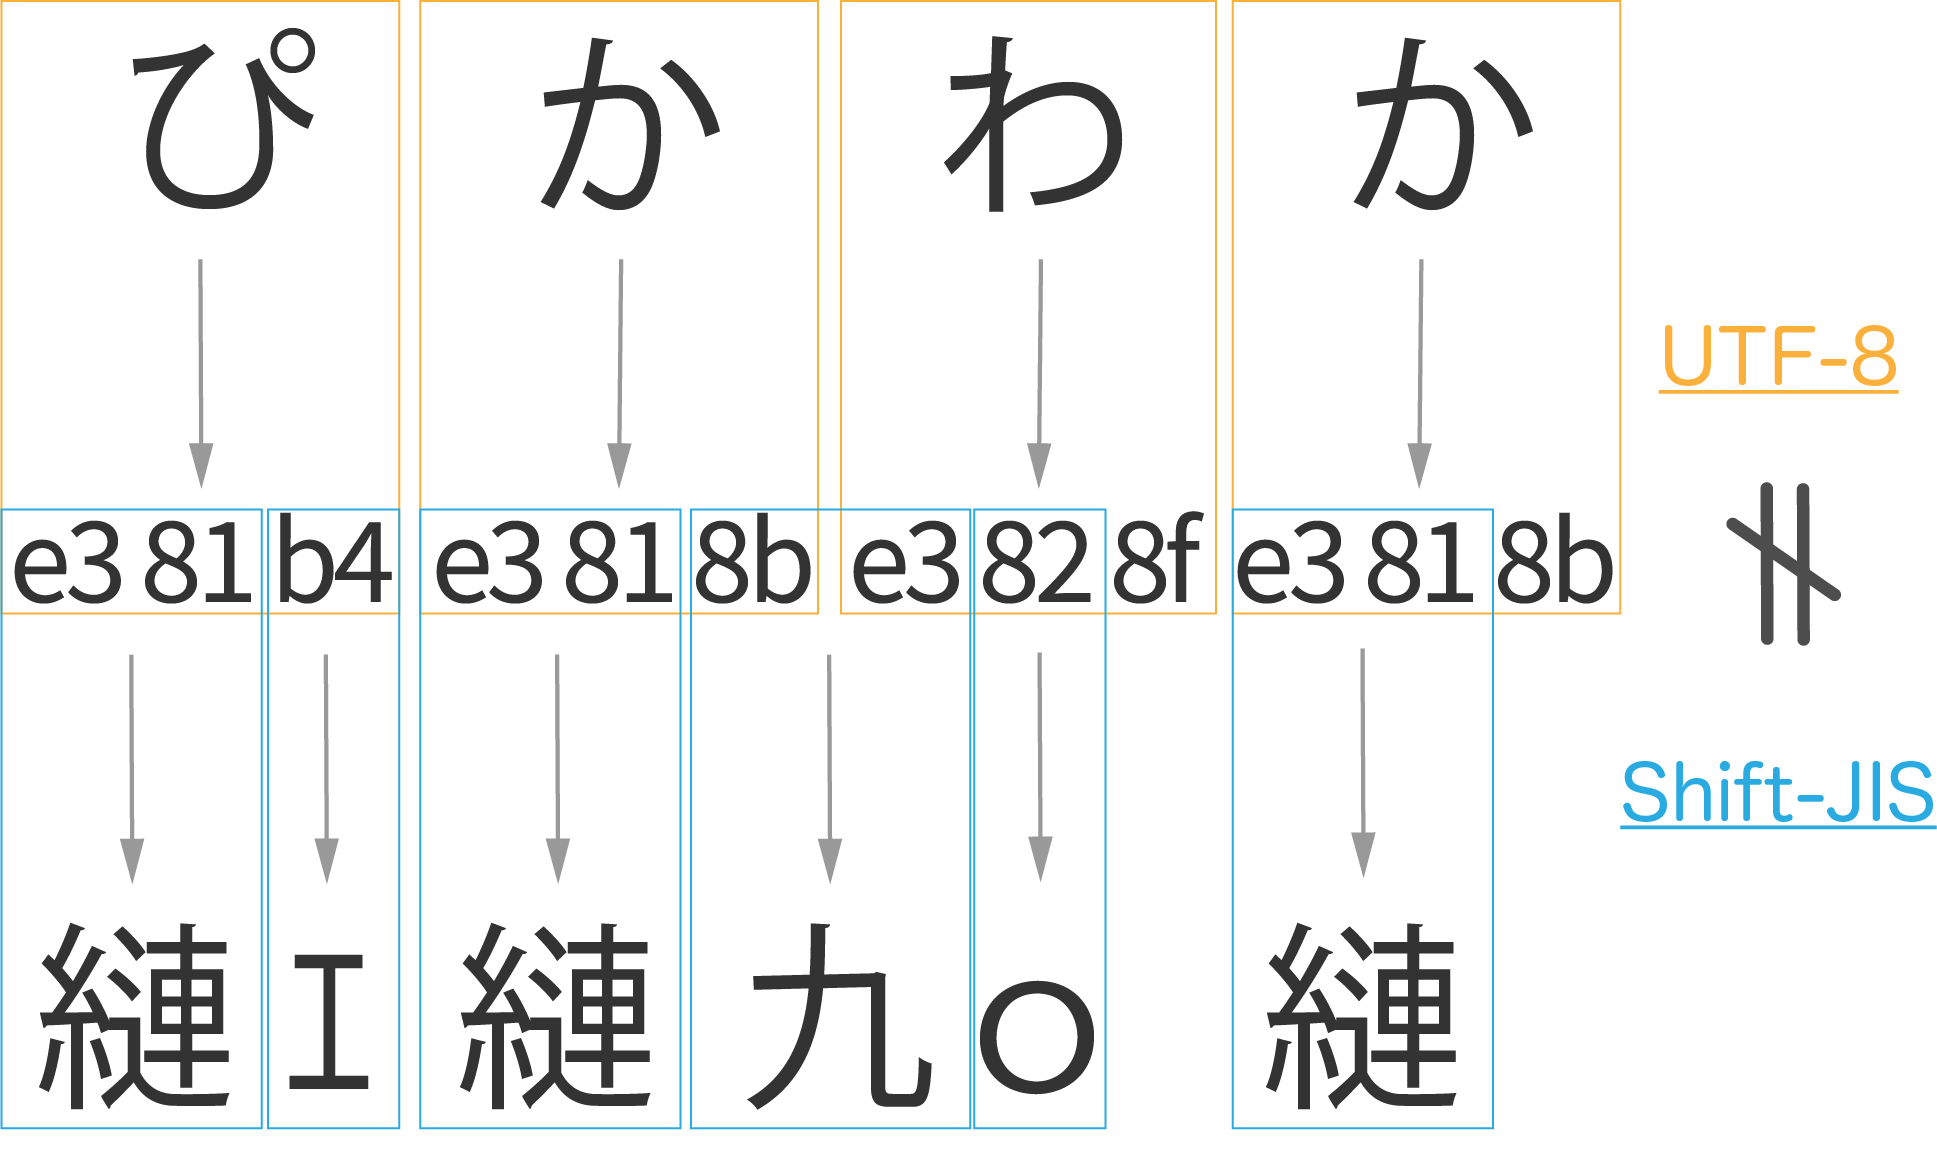 ぴ か わ か
UTF-8
e3 81 b4 e3 81 8b e3 82 8f e3 81 8b
Shift-JIS
縺 ｴ 縺 九 o 縺